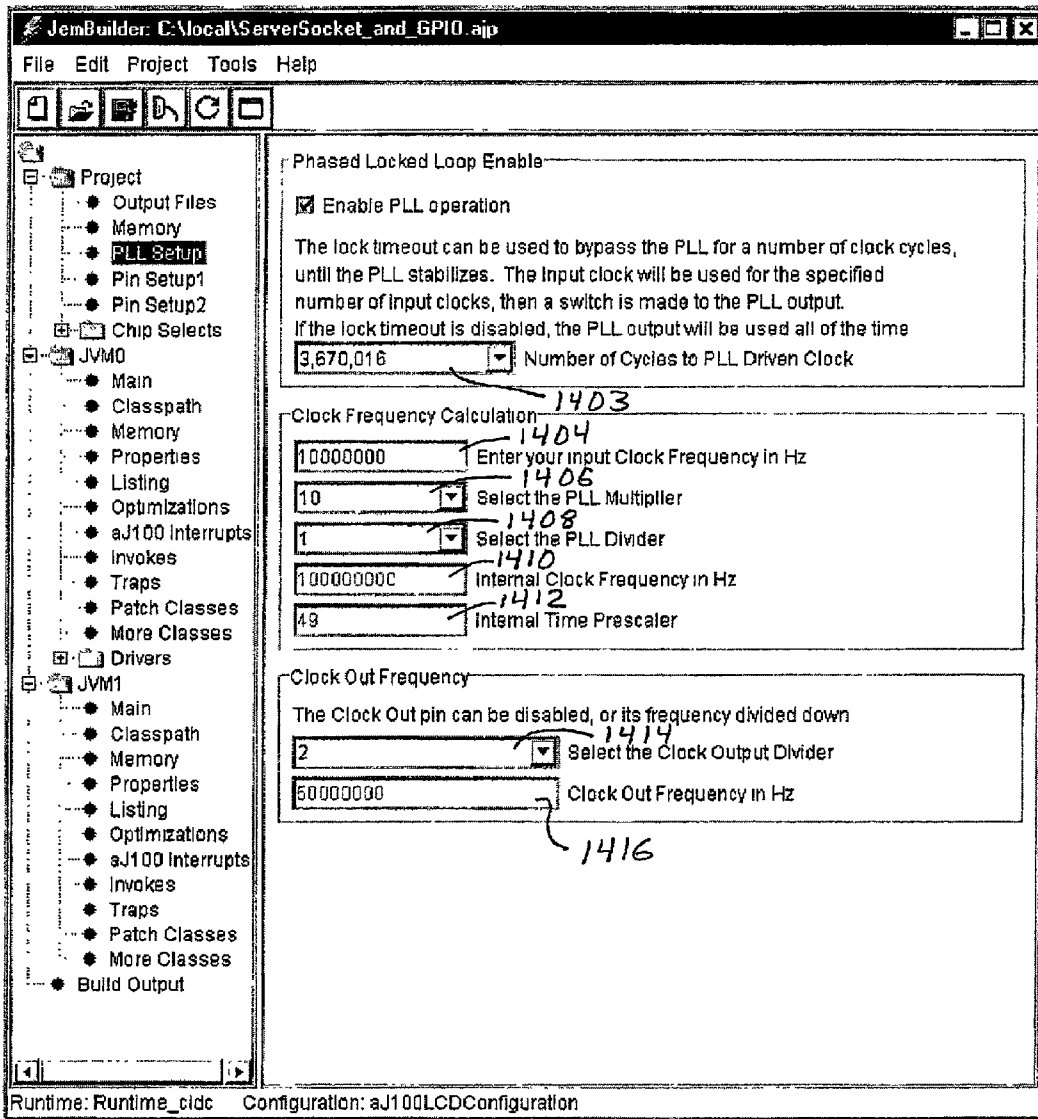 JemBuilder: C:\local\ServerSocket_and_GPIO.ajp
File Edit Project Tools Help
Project
Output Files
Memory
PLL Setup
Pin Setup1
Pin Setup2
Chip Selects
JVM0
Main
Classpath
Memory
Properties
Listing
Optimizations
aJ100 Interrupts
Invokes
Traps
Patch Classes
More Classes
Drivers
JVM1
Main
Classpath
Memory
Properties
Listing
Optimizations
aJ100 Interrupts
Invokes
Traps
Patch Classes
More Classes
Build Output
Phased Locked Loop Enable
Enable PLL operation
The lock timeout can be used to bypass the PLL for a number of clock cycles,
until the PLL stabilizes. The input clock will be used for the specified
number of input clocks, then a switch is made to the PLL output.
If the lock timeout is disabled, the PLL output will be used all of the time
3,670,016 Number of Cycles to PLL Driven Clock
1403
Clock Frequency Calculation
1404
10000000 Enter your input Clock Frequency in Hz
1406
10 Select the PLL Multiplier
1408
1 Select the PLL Divider
1410
100000000 Internal Clock Frequency in Hz
1412
49 Internal Time Prescaler
Clock Out Frequency
The Clock Out pin can be disabled, or its frequency divided down
1414
2 Select the Clock Output Divider
50000000 Clock Out Frequency in Hz
1416
Runtime: Runtime_cldc Configuration: aJ100LCDConfiguration